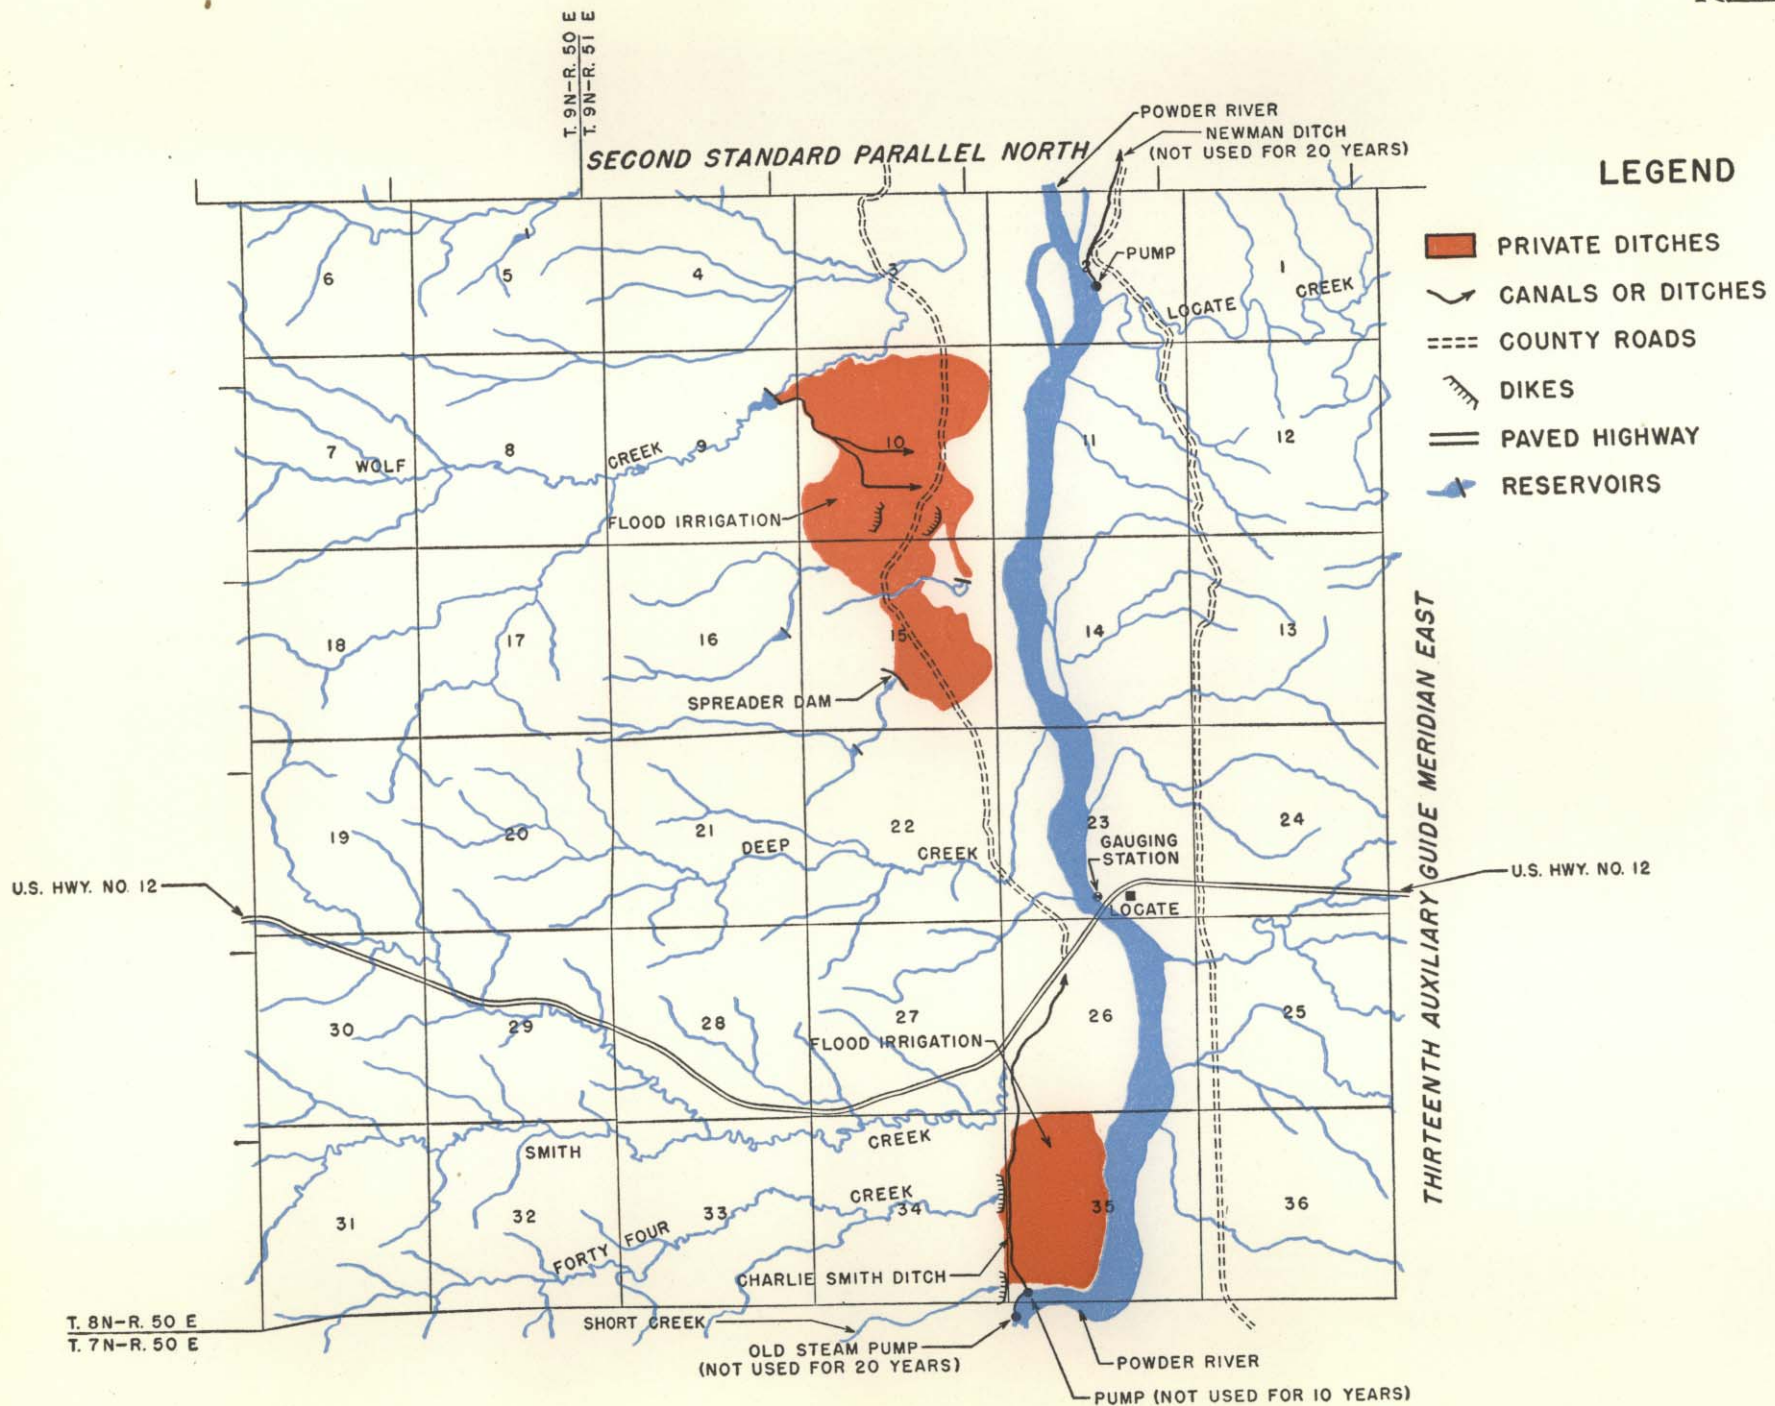 T. 9N–R. 50 E
T. 9N–R. 51 E
POWDER RIVER
NEWMAN DITCH
(NOT USED FOR 20 YEARS)
SECOND STANDARD PARALLEL NORTH
LEGEND
PRIVATE DITCHES
CANALS OR DITCHES
COUNTY ROADS
DIKES
PAVED HIGHWAY
RESERVOIRS
6
5
4
3
2
PUMP
1
LOCATE CREEK
7
WOLF
8
CREEK
9
10
11
12
FLOOD IRRIGATION
18
17
16
15
14
13
SPREADER DAM
THIRTEENTH AUXILIARY GUIDE MERIDIAN EAST
19
20
21
22
23
24
DEEP
CREEK
GAUGING
STATION
U.S. HWY. NO. 12
U.S. HWY. NO. 12
LOCATE
30
29
28
27
26
25
FLOOD IRRIGATION
SMITH
CREEK
31
32
33
CREEK
34
35
36
FORTY FOUR
CHARLIE SMITH DITCH
T. 8N–R. 50 E
T. 7N–R. 50 E
SHORT CREEK
OLD STEAM PUMP
(NOT USED FOR 20 YEARS)
POWDER RIVER
PUMP (NOT USED FOR 10 YEARS)